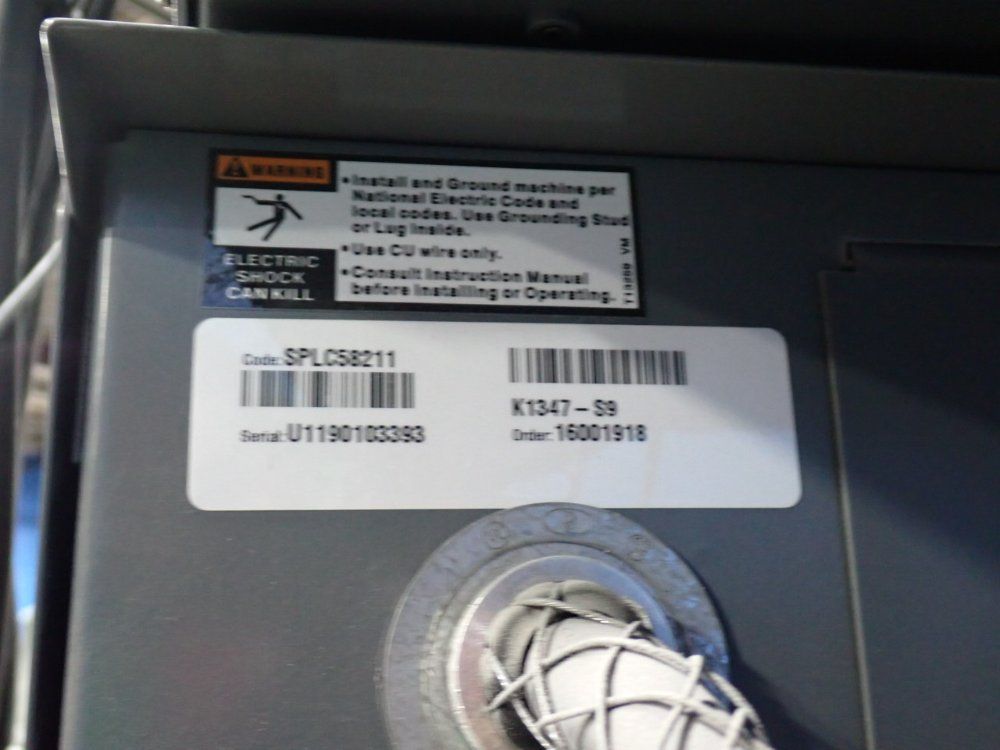 WARNING
ELECTRIC
SHOCK
CAN KILL
•Install and Ground machine per
National Electric Code and
local codes. Use Grounding Stud
or Lug Inside.
•Use CU wire only.
•Consult Instruction Manual
before Installing or Operating.
VM
Code:SPLC58211
Serial:U1190103393
K1347-S9
Order:16001918